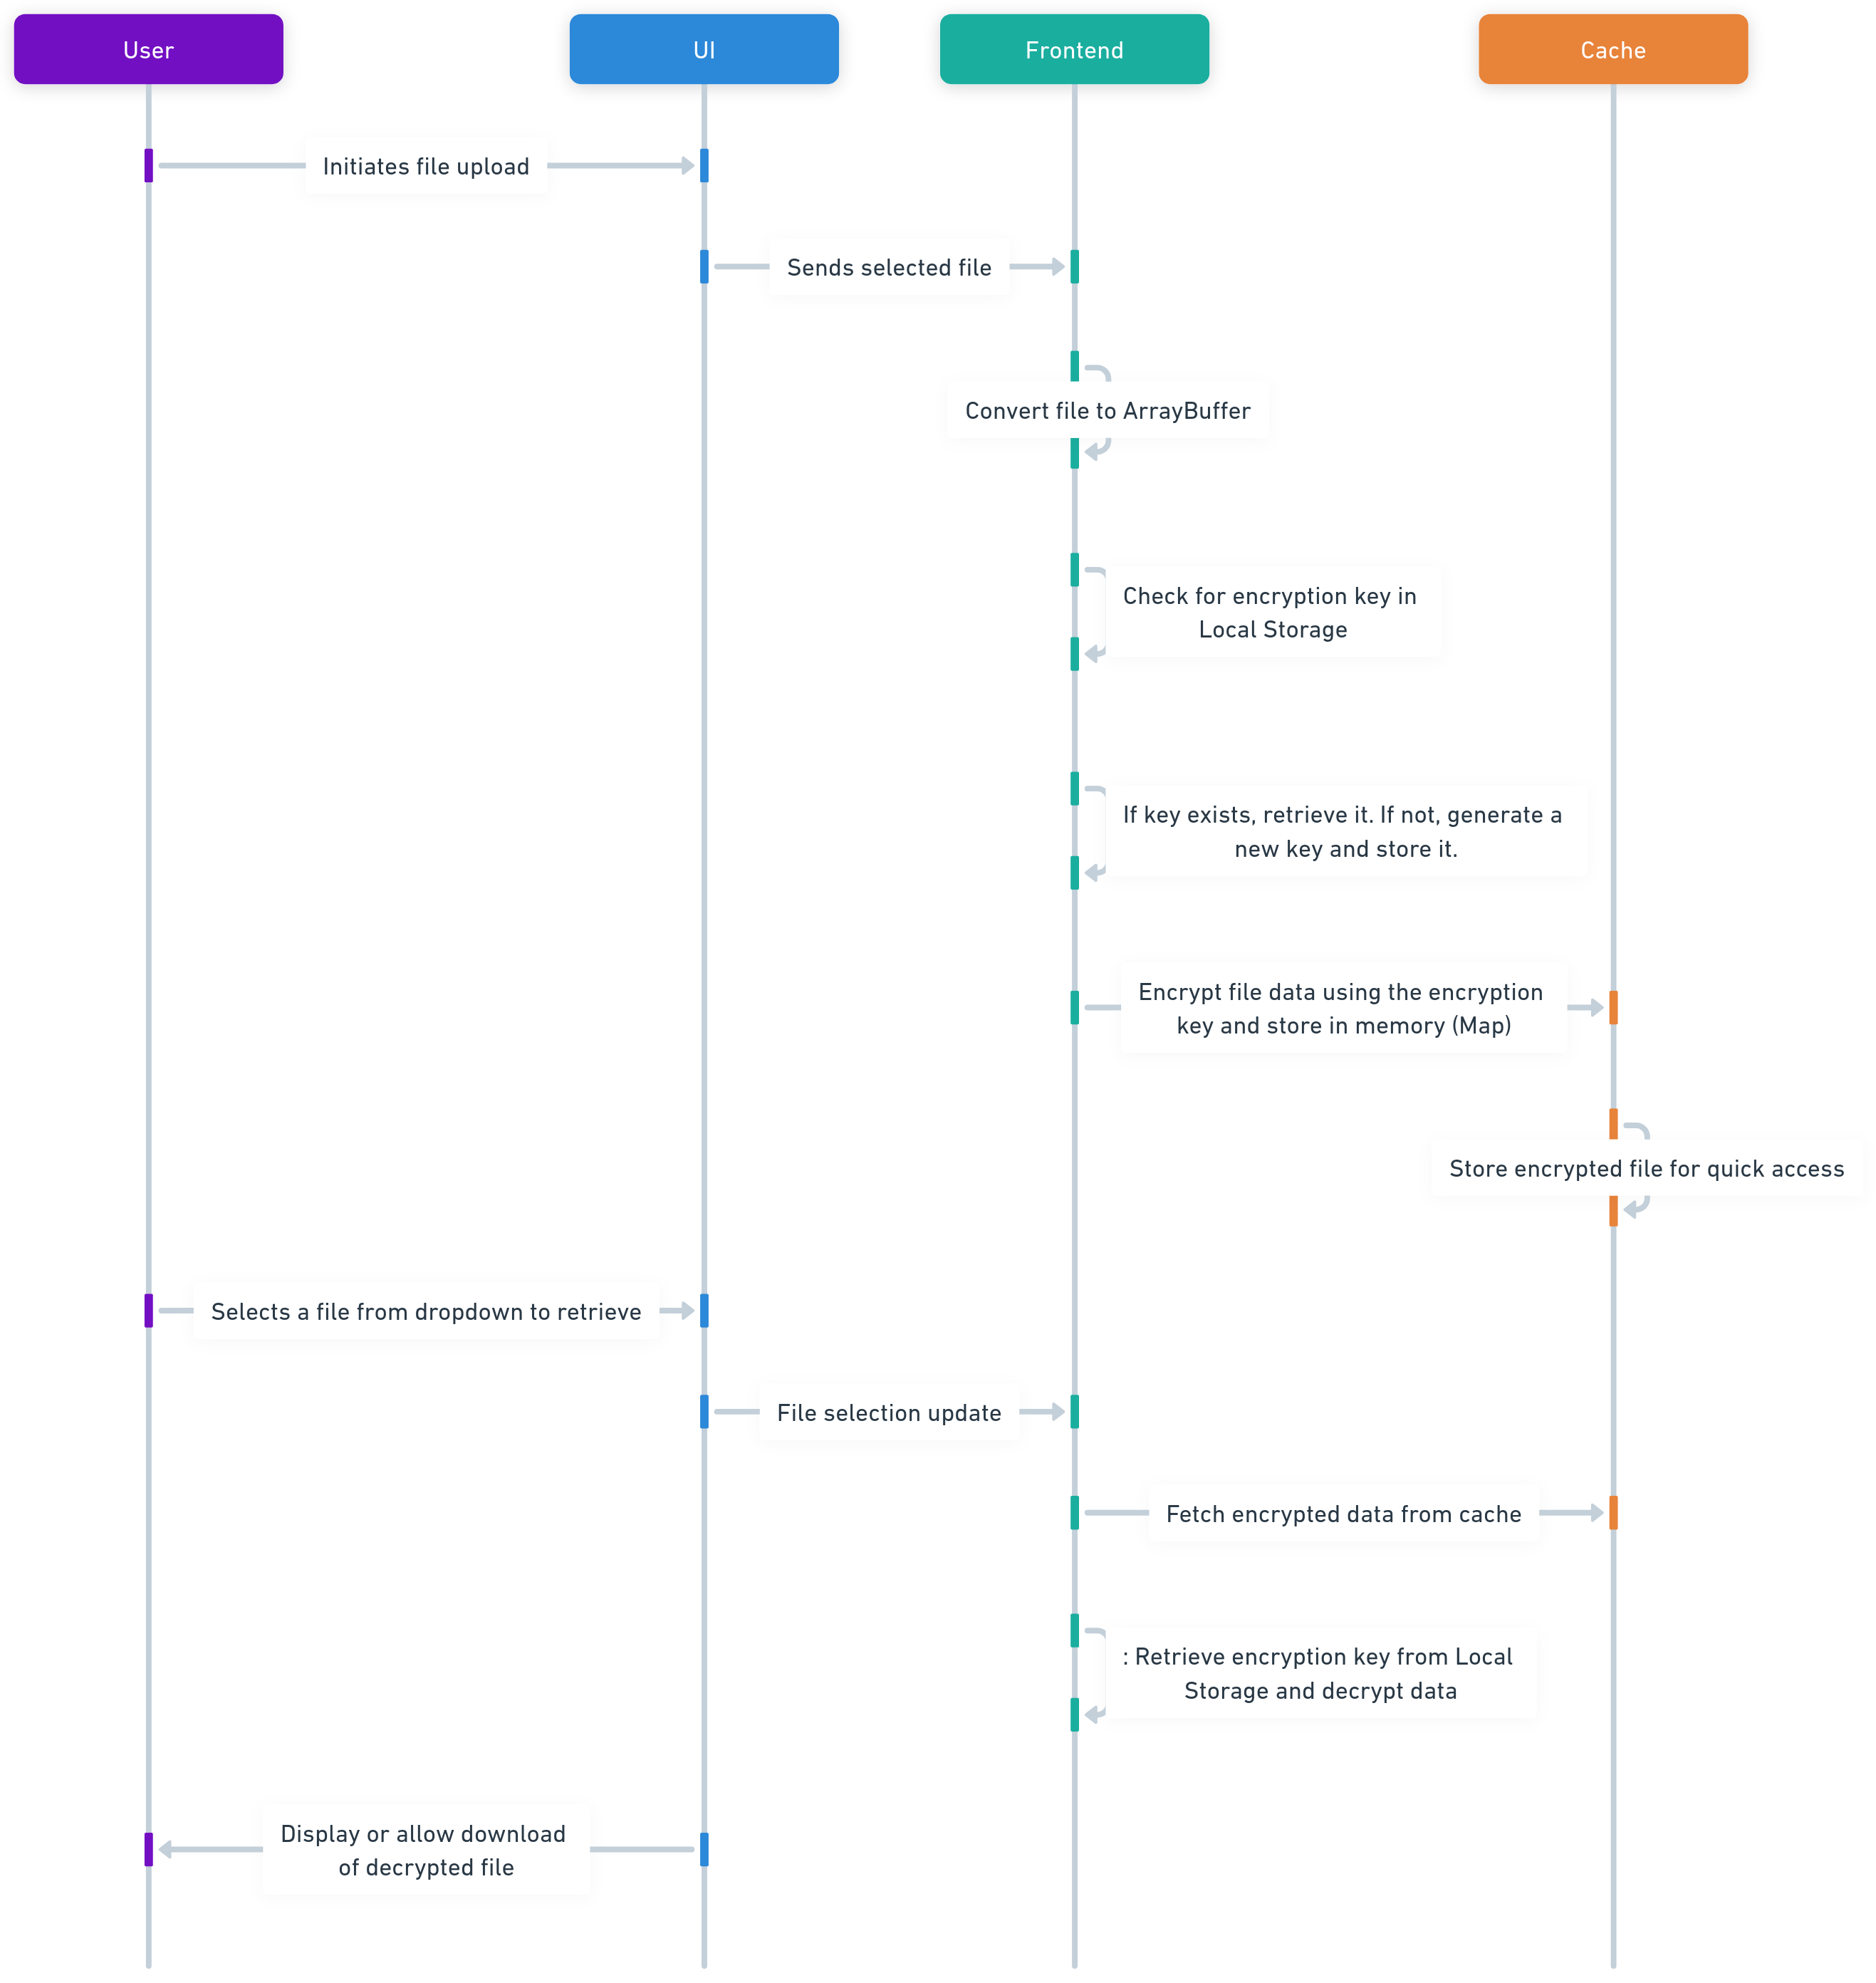 User
UI
Frontend
Cache
Initiates file upload
Sends selected file
Convert file to ArrayBuffer
Check for encryption key in
Local Storage
If key exists, retrieve it. If not, generate a
new key and store it.
Encrypt file data using the encryption
key and store in memory (Map)
Store encrypted file for quick access
Selects a file from dropdown to retrieve
File selection update
Fetch encrypted data from cache
: Retrieve encryption key from Local
Storage and decrypt data
Display or allow download
of decrypted file